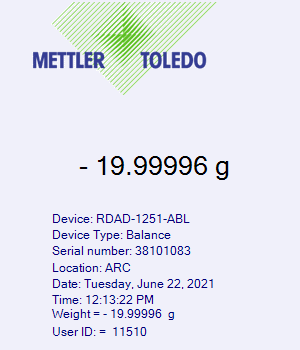 METTLER TOLEDO
- 19.99996 g
Device: RDAD-1251-ABL
Device Type: Balance
Serial number: 38101083
Location: ARC
Date: Tuesday, June 22, 2021
Time: 12:13:22 PM
Weight = - 19.99996 g
User ID: = 11510